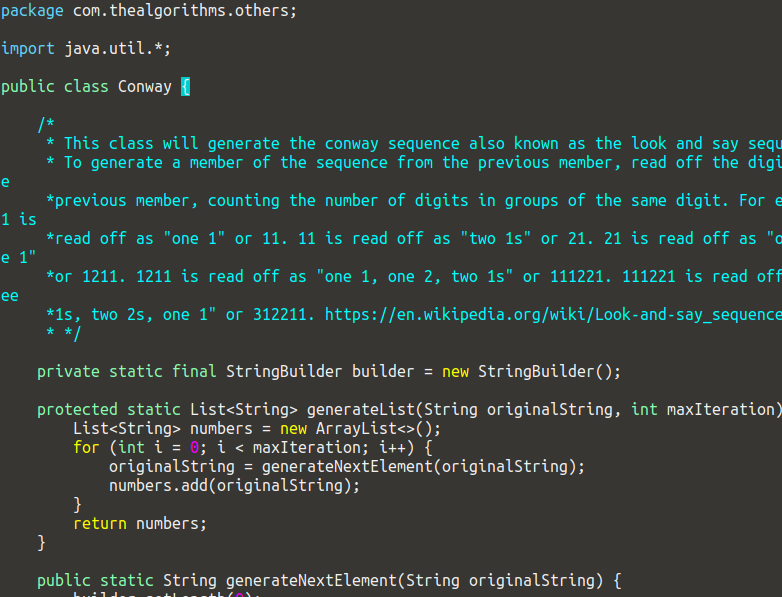 package com.thealgorithms.others;
import java.util.*;
public class Conway {
/*
* This class will generate the conway sequence also known as the look and say sequ
* To generate a member of the sequence from the previous member, read off the digi
e
*previous member, counting the number of digits in groups of the same digit. For e
1 is
*read off as "one 1" or 11. 11 is read off as "two 1s" or 21. 21 is read off as "o
e 1"
*or 1211. 1211 is read off as "one 1, one 2, two 1s" or 111221. 111221 is read off
ee
*1s, two 2s, one 1" or 312211. https://en.wikipedia.org/wiki/Look-and-say_sequence
* */
private static final StringBuilder builder = new StringBuilder();
protected static List<String> generateList(String originalString, int maxIteration)
List<String> numbers = new ArrayList<>();
for (int i = 0; i < maxIteration; i++) {
originalString = generateNextElement(originalString);
numbers.add(originalString);
}
return numbers;
}
public static String generateNextElement(String originalString) {
builder.setLength(0);